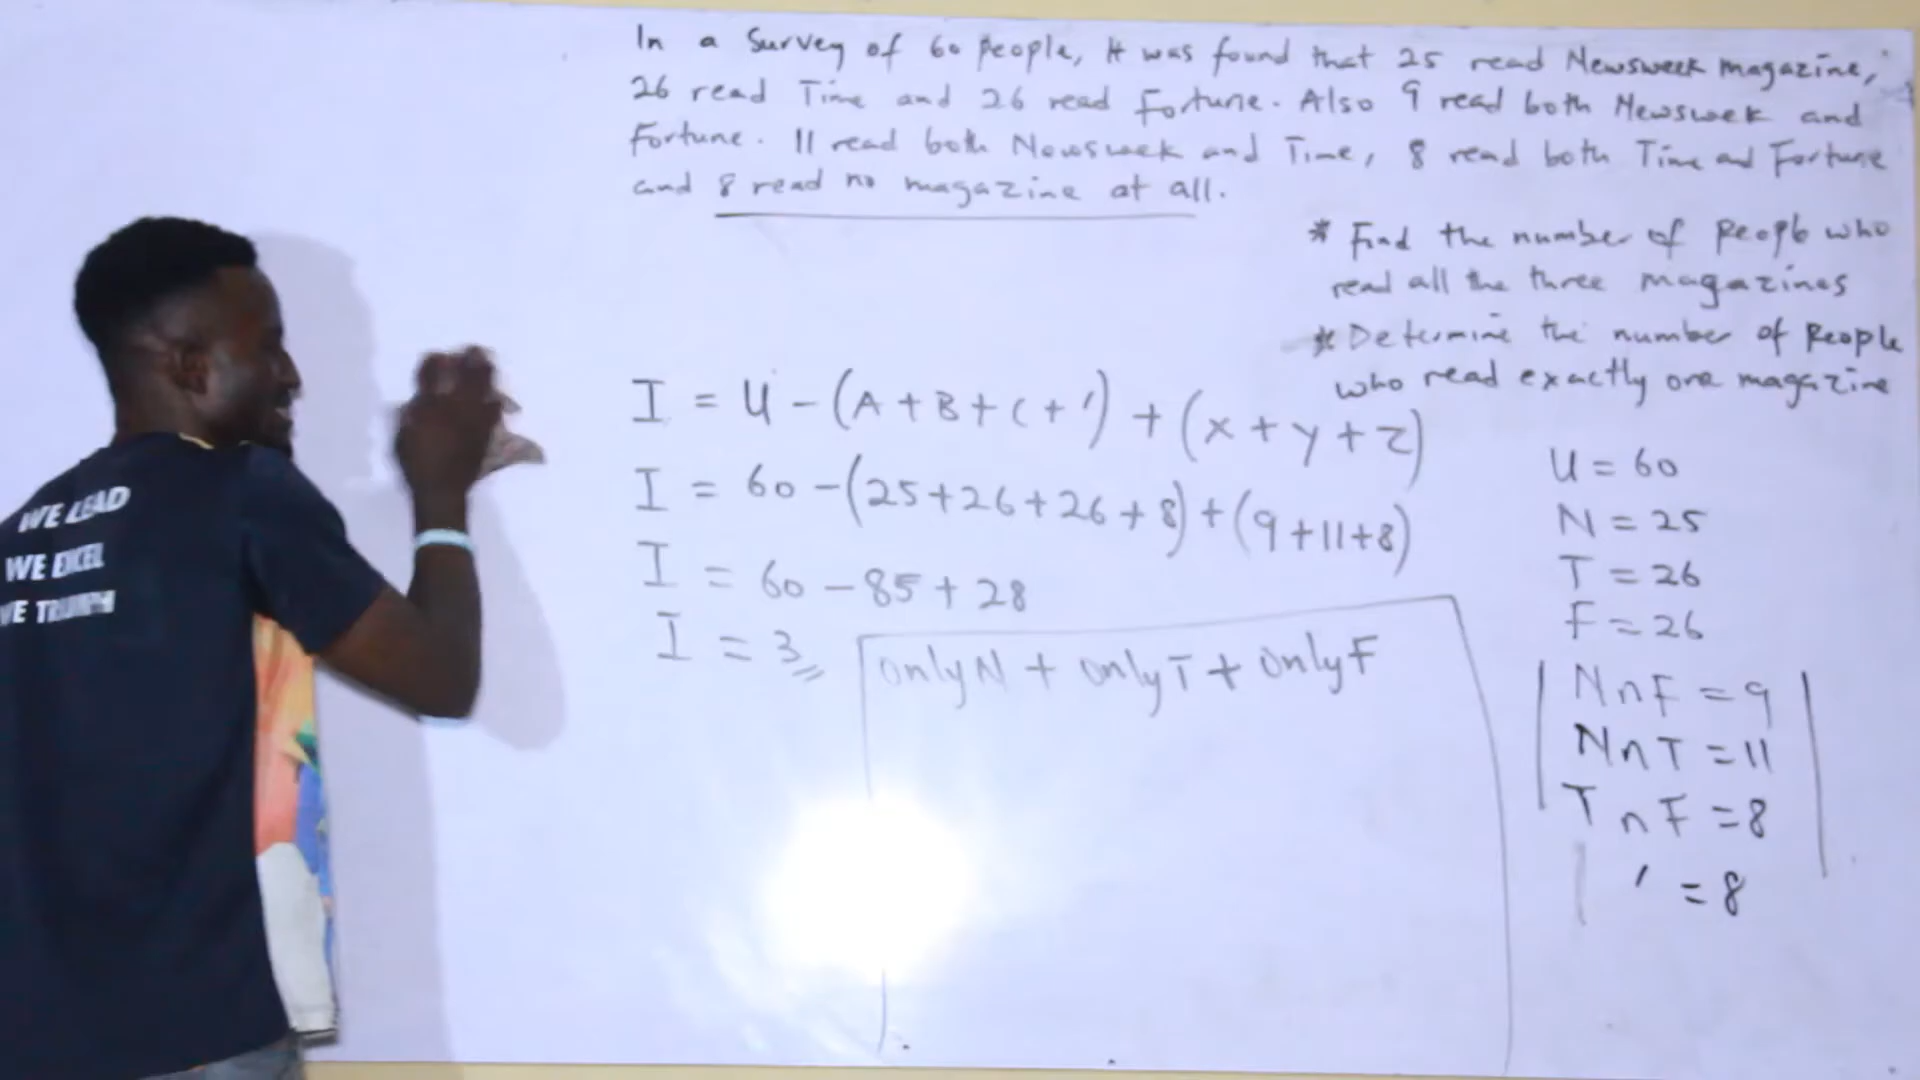 In a Survey of 60 people, it was found that 25 read Newsweek magazine,
26 read Time and 26 read Fortune. Also 9 read both Newsweek and
Fortune. 11 read both Newsweek and Time, 8 read both Time and Fortune
and 8 read no magazine at all.
* Find the number of people who
read all the three magazines
* Determine the number of People
who read exactly one magazine
I = U - (A + B + C + ') + (x + y + z)
I = 60 - (25 + 26 + 26 + 8) + (9 + 11 + 8)
I = 60 - 85 + 28
I = 3
only N + only T + only F
U = 60
N = 25
T = 26
F = 26
N n F = 9
N n T = 11
T n F = 8
' = 8
WE LEAD
WE EXCEL
WE TRIUMPH